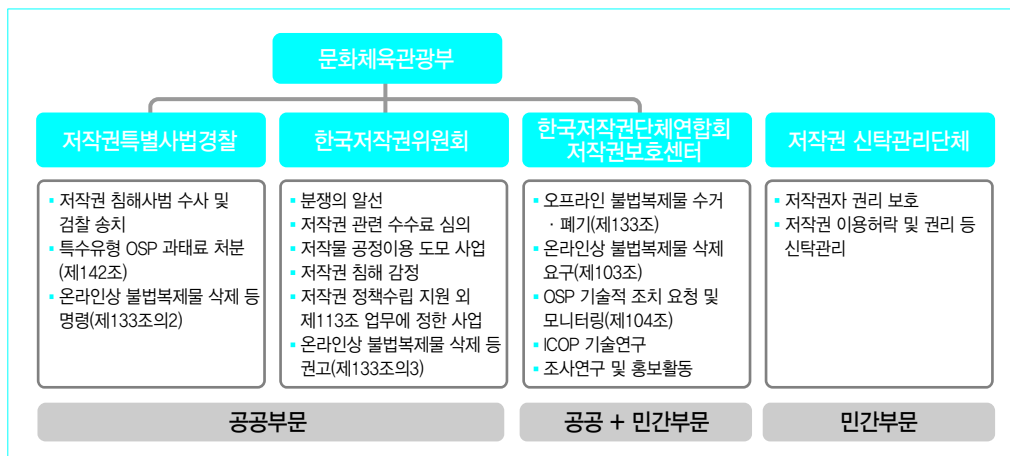 문화체육관광부
저작권특별사법경찰
▪ 저작권 침해사범 수사 및
검찰 송치
▪ 특수유형 OSP 과태료 처분
(제142조)
▪ 온라인상 불법복제물 삭제 등
명령(제133조의2)
한국저작권위원회
▪ 분쟁의 알선
▪ 저작권 관련 수수료 심의
▪ 저작물 공정이용 도모 사업
▪ 저작권 침해 감정
▪ 저작권 정책수립 지원 외
제113조 업무에 정한 사업
▪ 온라인상 불법복제물 삭제 등
권고(제133조의3)
한국저작권단체연합회
저작권보호센터
▪ 오프라인 불법복제물 수거
· 폐기(제133조)
▪ 온라인상 불법복제물 삭제
요구(제103조)
▪ OSP 기술적 조치 요청 및
모니터링(제104조)
▪ ICOP 기술연구
▪ 조사연구 및 홍보활동
저작권 신탁관리단체
▪ 저작권자 권리 보호
▪ 저작권 이용허락 및 권리 등
신탁관리
공공부문
공공 + 민간부문
민간부문